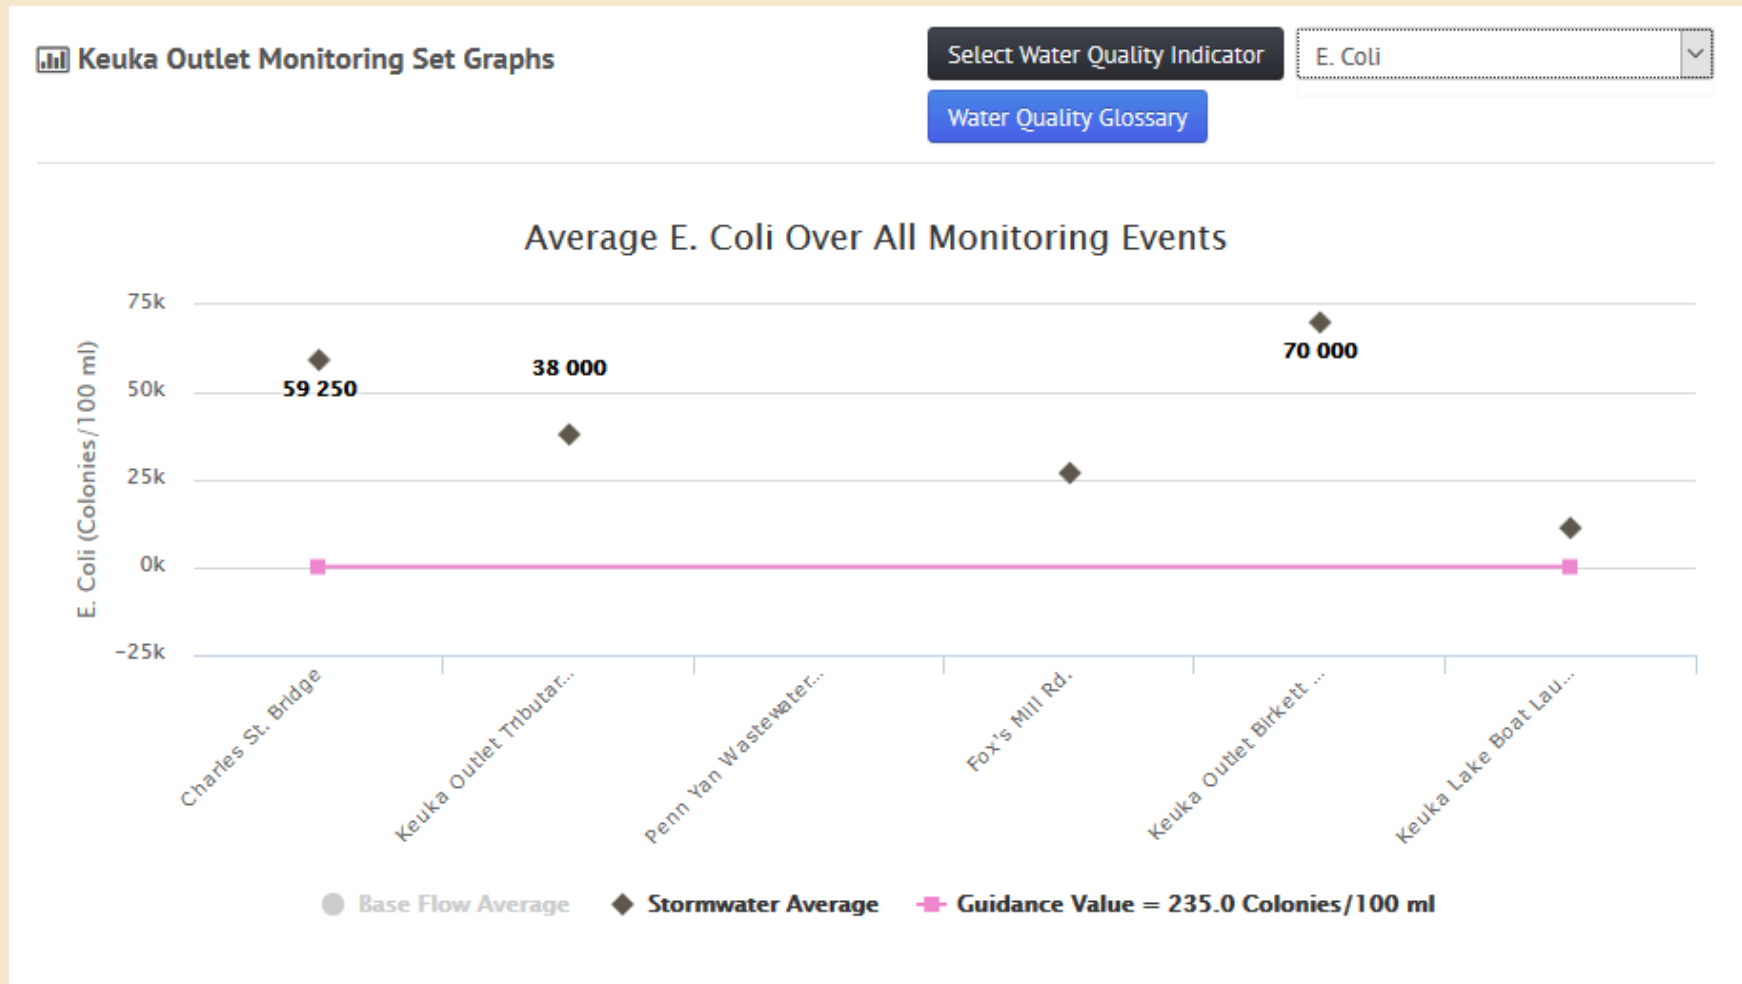 Keuka Outlet Monitoring Set Graphs
Select Water Quality Indicator
E. Coli
Water Quality Glossary
Average E. Coli Over All Monitoring Events
E. Coli (Colonies/100 ml)
75k
50k
25k
0k
-25k
59 250
38 000
70 000
Charles St. Bridge
Keuka Outlet Tributar...
Penn Yan Wastewater...
Fox's Mill Rd.
Keuka Outlet Birkett ...
Keuka Lake Boat Lau...
Base Flow Average
Stormwater Average
Guidance Value = 235.0 Colonies/100 ml